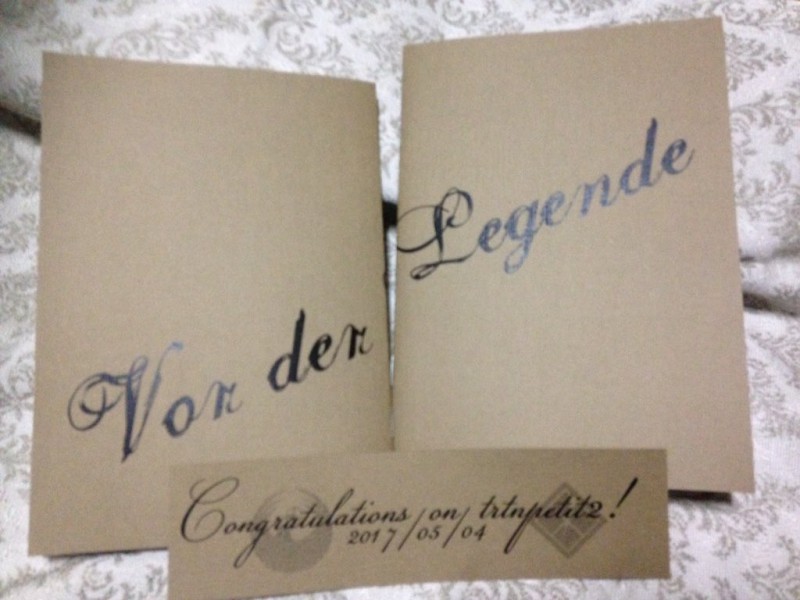 Vor der
Legende
Congratulations on trtnpetit2!
2017/05/04